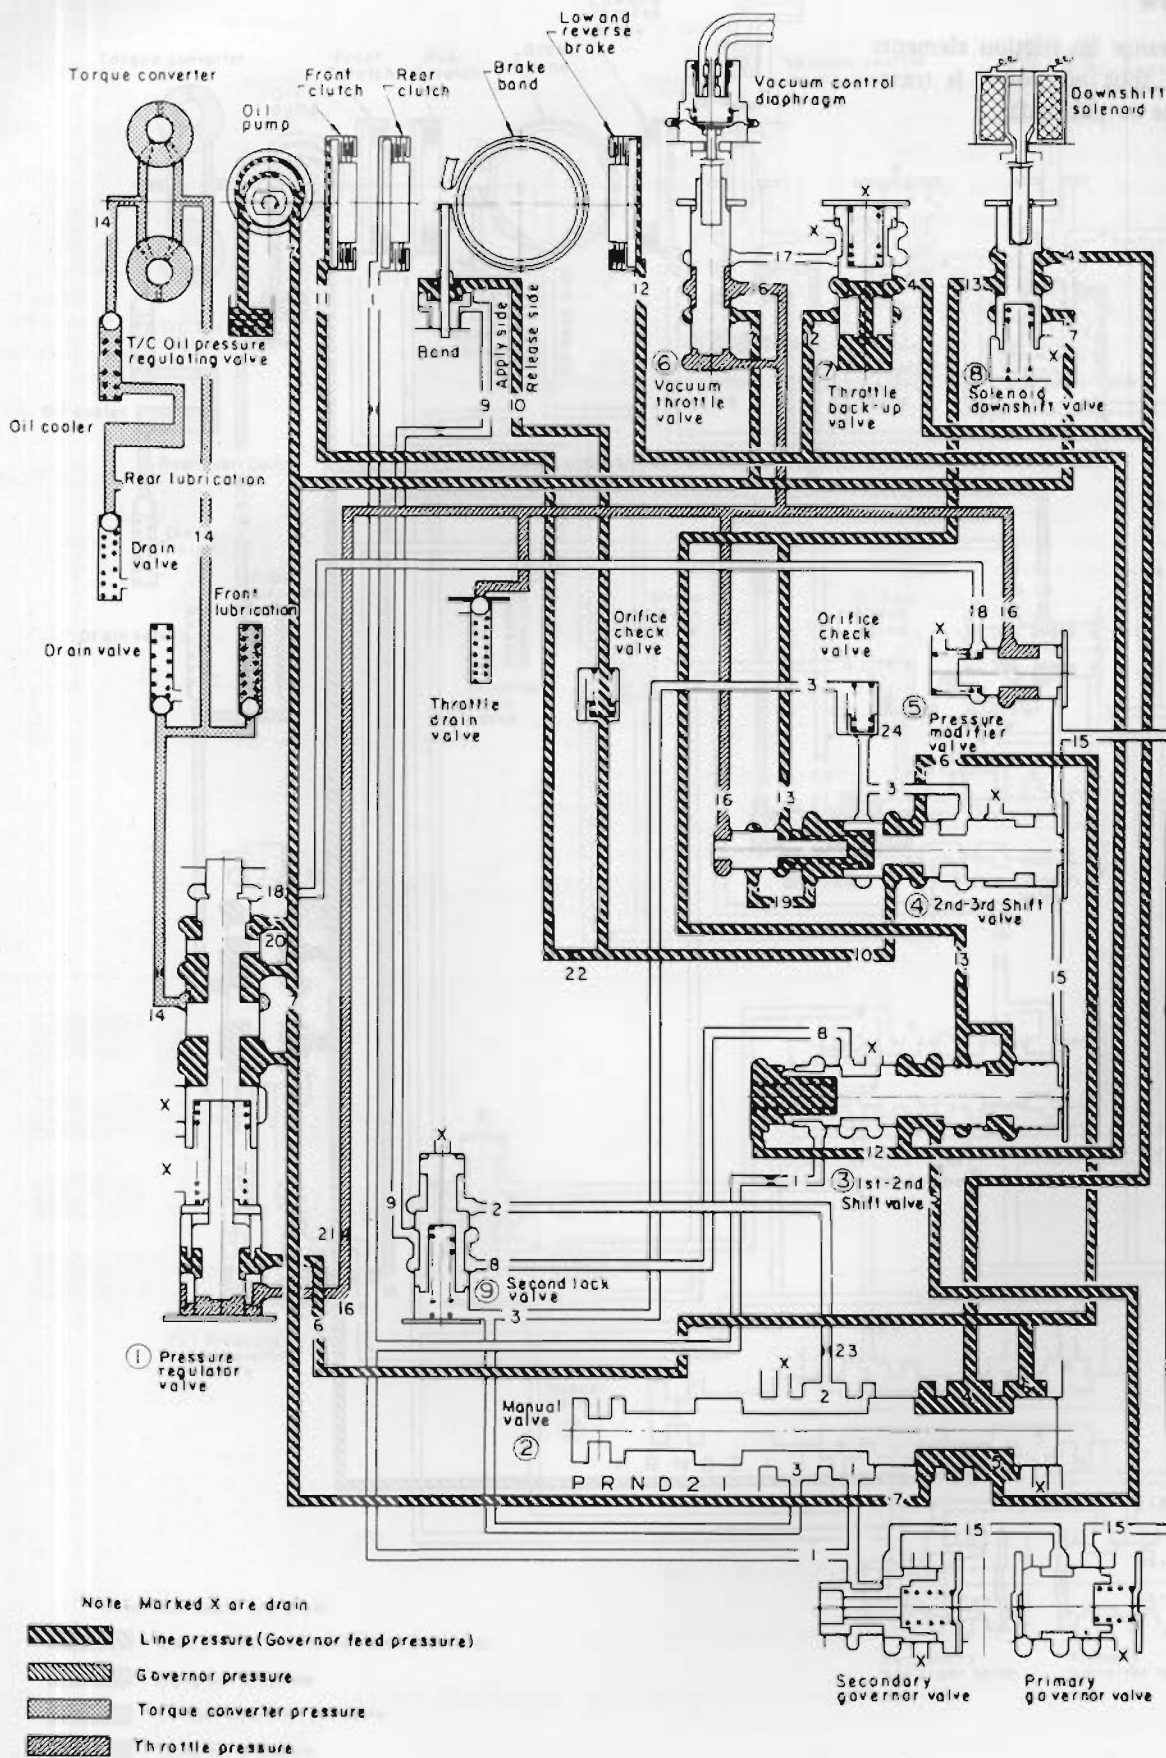 Low and
reverse
brake
Torque converter
Front
clutch
Rear
clutch
Brake
band
Oil
pump
Vacuum control
diaphragm
Downshift
solenoid
X
X
14
17
4
4
16
13
11
1
12
12
7
X
T/C Oil pressure
regulating valve
Band
Apply side
Release side
9
10
14
⑥
Vacuum
throttle
valve
⑦
Throttle
back-up
valve
⑧
Solenoid
downshift valve
Oil cooler
Rear lubrication
14
Drain
valve
Front
lubrication
Drain valve
Throttle
drain
valve
Orifice
check
valve
Orifice
check
valve
18
16
X
3
24
⑤
Pressure
modifier
valve
15
6
16
13
3
X
19
④
2nd-3rd Shift
valve
18
20
7
14
22
10
13
15
8
X
X
X
12
1
③
1st-2nd
Shift valve
X
9
2
21
8
⑨
Second lock
valve
3
16
6
①
Pressure
regulator
valve
23
X
2
4
6
Manual
valve
②
3
1
5
X
P R N D 2 1
7
15
15
1
X
X
Secondary
governor valve
Primary
governor valve
Note: Marked X are drain
Line pressure (Governor feed pressure)
Governor pressure
Torque converter pressure
Throttle pressure